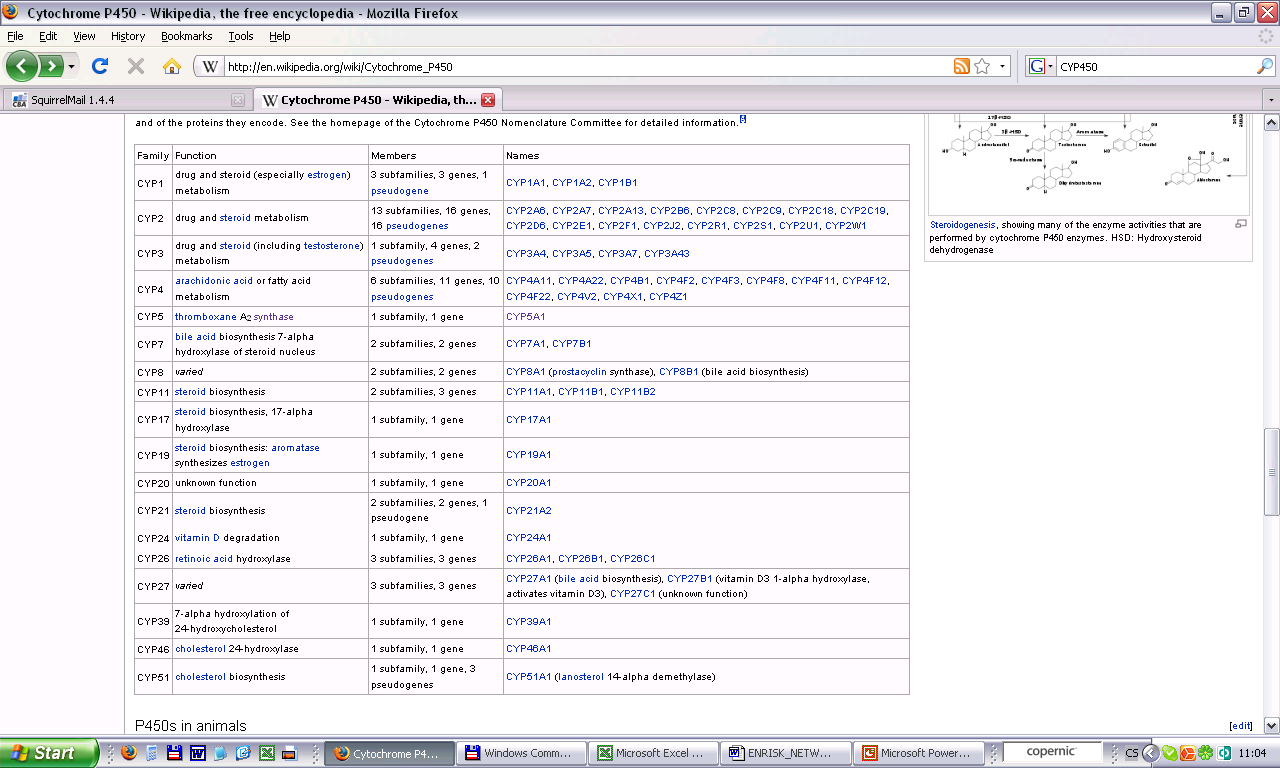 Cytochrome P450 - Wikipedia, the free encyclopedia - Mozilla Firefox
File Edit View History Bookmarks Tools Help
W http://en.wikipedia.org/wiki/Cytochrome_P450 G CYP450
SquirrelMail 1.4.4 W Cytochrome P450 - Wikipedia, th...
and of the proteins they encode. See the homepage of the Cytochrome P450 Nomenclature Committee for detailed information.
Family Function Members Names
CYP1 drug and steroid (especially estrogen)
metabolism
3 subfamilies, 3 genes, 1
pseudogene
CYP1A1, CYP1A2, CYP1B1
CYP2 drug and steroid metabolism
13 subfamilies, 16 genes,
16 pseudogenes
CYP2A6, CYP2A7, CYP2A13, CYP2B6, CYP2C8, CYP2C9, CYP2C18, CYP2C19,
CYP2D6, CYP2E1, CYP2F1, CYP2J2, CYP2R1, CYP2S1, CYP2U1, CYP2W1
CYP3 drug and steroid (including testosterone)
metabolism
1 subfamily, 4 genes, 2
pseudogenes
CYP3A4, CYP3A5, CYP3A7, CYP3A43
CYP4 arachidonic acid or fatty acid
metabolism
6 subfamilies, 11 genes, 10
pseudogenes
CYP4A11, CYP4A22, CYP4B1, CYP4F2, CYP4F3, CYP4F8, CYP4F11, CYP4F12,
CYP4F22, CYP4V2, CYP4X1, CYP4Z1
CYP5 thromboxane A2 synthase 1 subfamily, 1 gene CYP5A1
CYP7 bile acid biosynthesis 7-alpha
hydroxylase of steroid nucleus
2 subfamilies, 2 genes CYP7A1, CYP7B1
CYP8 varied 2 subfamilies, 2 genes CYP8A1 (prostacyclin synthase), CYP8B1 (bile acid biosynthesis)
CYP11 steroid biosynthesis 2 subfamilies, 3 genes CYP11A1, CYP11B1, CYP11B2
CYP17 steroid biosynthesis, 17-alpha
hydroxylase
1 subfamily, 1 gene CYP17A1
CYP19 steroid biosynthesis: aromatase
synthesizes estrogen
1 subfamily, 1 gene CYP19A1
CYP20 unknown function 1 subfamily, 1 gene CYP20A1
CYP21 steroid biosynthesis
2 subfamilies, 2 genes, 1
pseudogene
CYP21A2
CYP24 vitamin D degradation 1 subfamily, 1 gene CYP24A1
CYP26 retinoic acid hydroxylase 3 subfamilies, 3 genes CYP26A1, CYP26B1, CYP26C1
CYP27 varied 3 subfamilies, 3 genes
CYP27A1 (bile acid biosynthesis), CYP27B1 (vitamin D3 1-alpha hydroxylase,
activates vitamin D3), CYP27C1 (unknown function)
CYP39 7-alpha hydroxylation of
24-hydroxycholesterol
1 subfamily, 1 gene CYP39A1
CYP46 cholesterol 24-hydroxylase 1 subfamily, 1 gene CYP46A1
CYP51 cholesterol biosynthesis
1 subfamily, 1 gene, 3
pseudogenes
CYP51A1 (lanosterol 14-alpha demethylase)
Steroidogenesis, showing many of the enzyme activities that are
performed by cytochrome P450 enzymes. HSD: Hydroxysteroid
dehydrogenase
P450s in animals [edit]
Start Cytochrome P4... Windows Comm... Microsoft Excel ... ENRISK_NETW... Microsoft Power... copernic CS 11:04